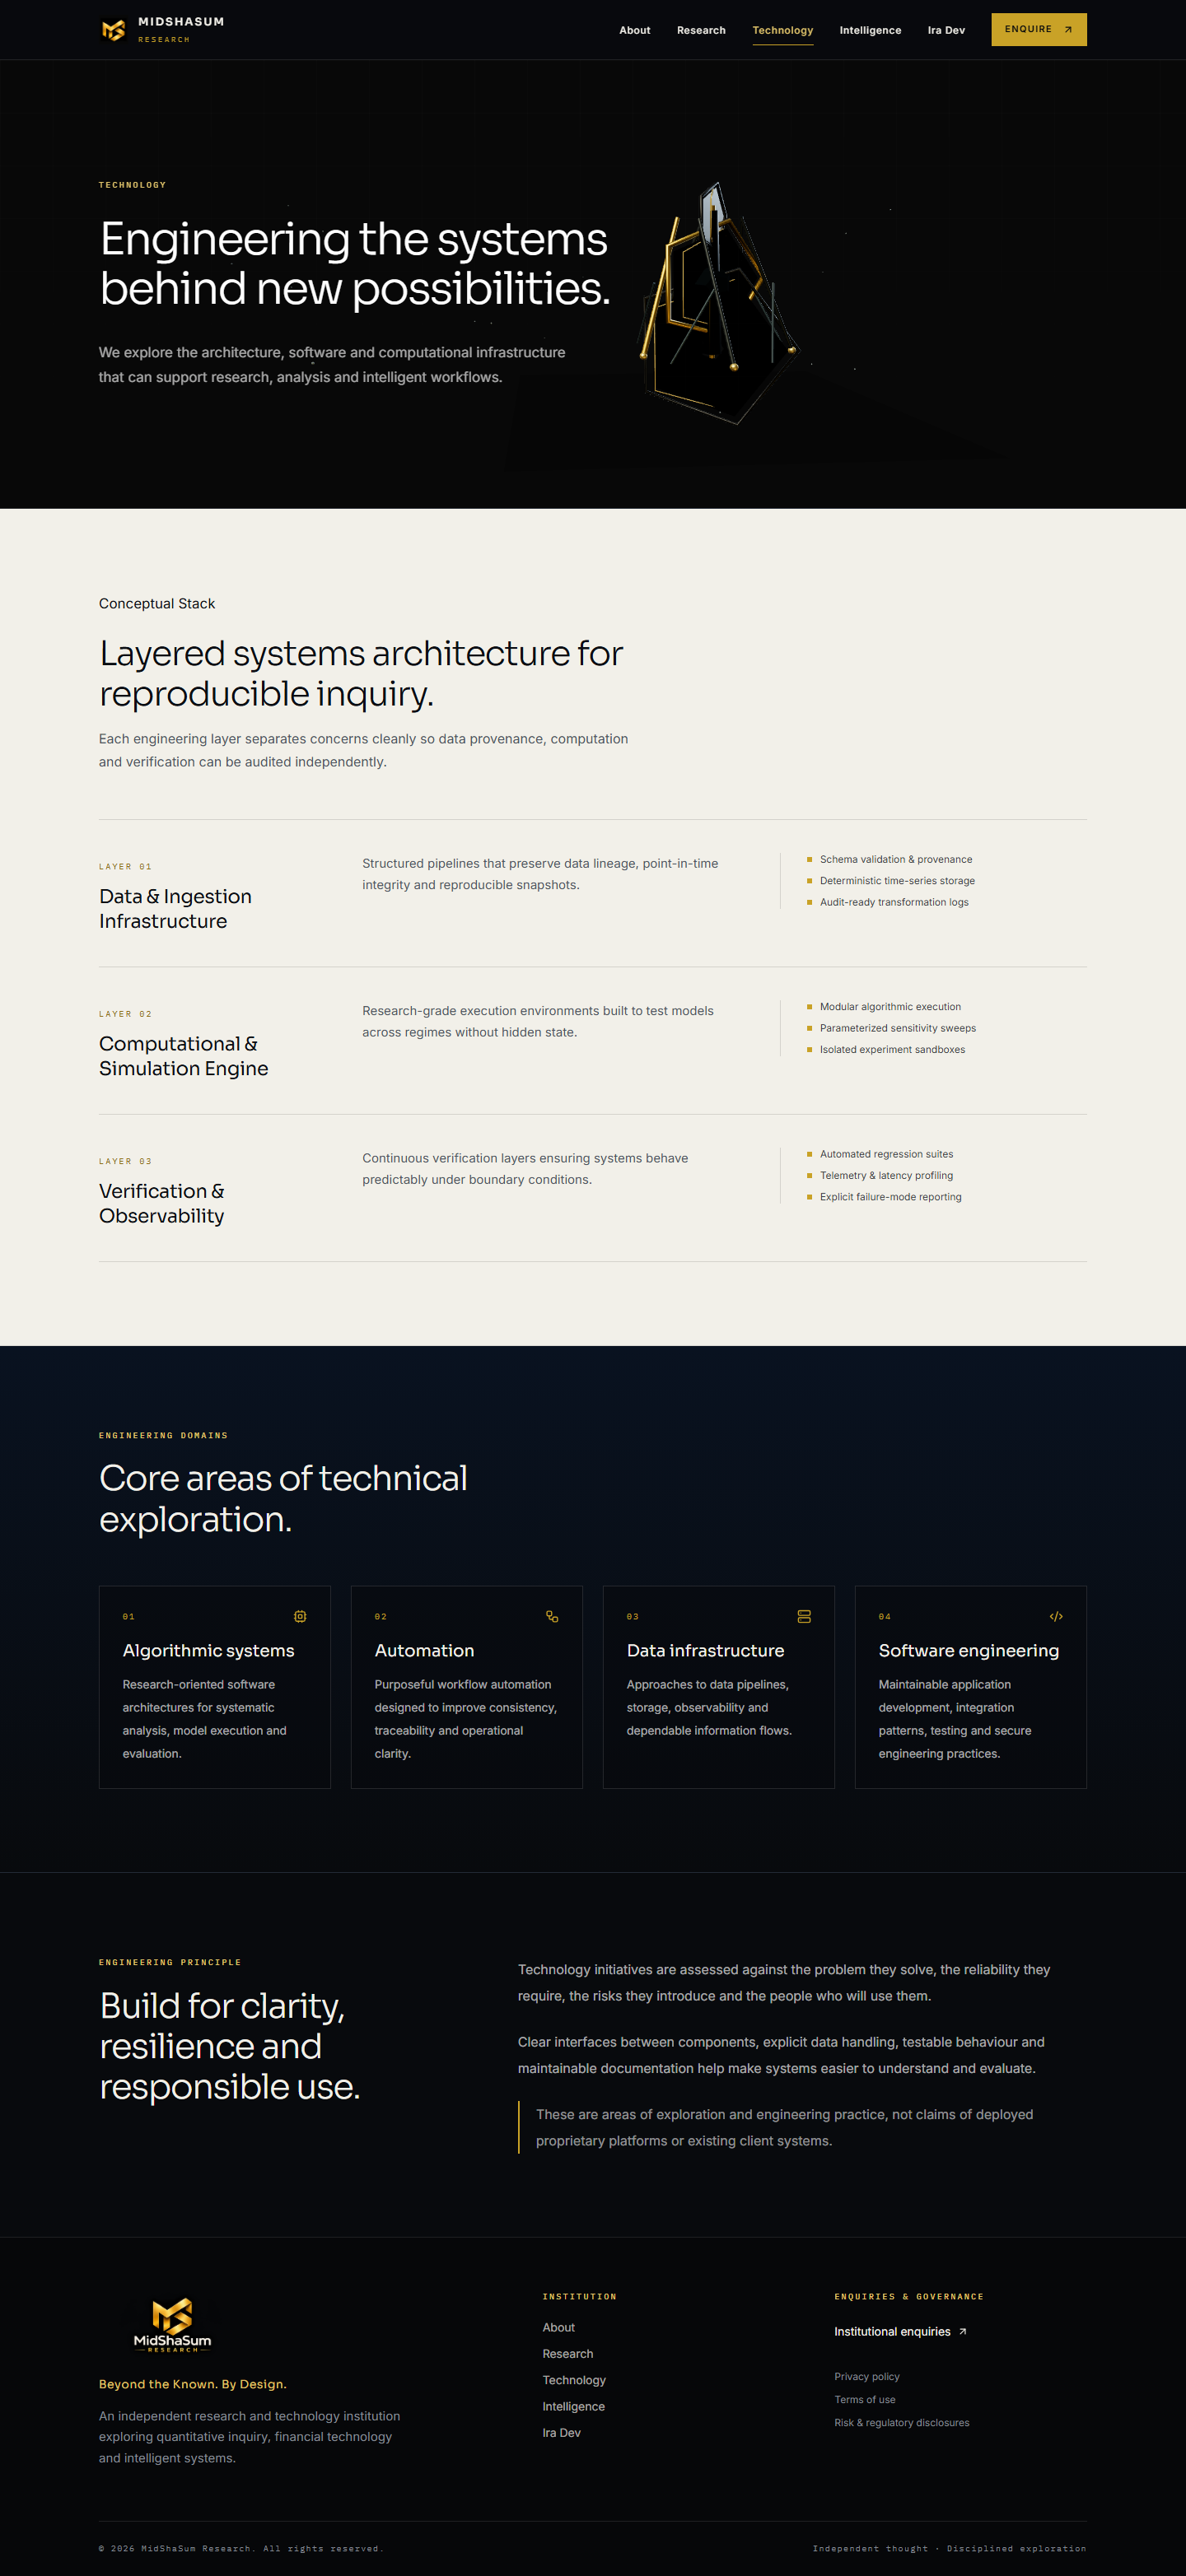 MIDSHASUM
RESEARCH
About
Research
Technology
Intelligence
Ira Dev
ENQUIRE
TECHNOLOGY
Engineering the systems
behind new possibilities.
We explore the architecture, software and computational infrastructure
that can support research, analysis and intelligent workflows.
Conceptual Stack
Layered systems architecture for
reproducible inquiry.
Each engineering layer separates concerns cleanly so data provenance, computation
and verification can be audited independently.
LAYER 01
Data & Ingestion
Infrastructure
Structured pipelines that preserve data lineage, point-in-time
integrity and reproducible snapshots.
Schema validation & provenance
Deterministic time-series storage
Audit-ready transformation logs
LAYER 02
Computational &
Simulation Engine
Research-grade execution environments built to test models
across regimes without hidden state.
Modular algorithmic execution
Parameterized sensitivity sweeps
Isolated experiment sandboxes
LAYER 03
Verification &
Observability
Continuous verification layers ensuring systems behave
predictably under boundary conditions.
Automated regression suites
Telemetry & latency profiling
Explicit failure-mode reporting
ENGINEERING DOMAINS
Core areas of technical
exploration.
01
Algorithmic systems
Research-oriented software
architectures for systematic
analysis, model execution and
evaluation.
02
Automation
Purposeful workflow automation
designed to improve consistency,
traceability and operational
clarity.
03
Data infrastructure
Approaches to data pipelines,
storage, observability and
dependable information flows.
04
Software engineering
Maintainable application
development, integration
patterns, testing and secure
engineering practices.
ENGINEERING PRINCIPLE
Build for clarity,
resilience and
responsible use.
Technology initiatives are assessed against the problem they solve, the reliability they
require, the risks they introduce and the people who will use them.
Clear interfaces between components, explicit data handling, testable behaviour and
maintainable documentation help make systems easier to understand and evaluate.
These are areas of exploration and engineering practice, not claims of deployed
proprietary platforms or existing client systems.
MidShaSum
RESEARCH
Beyond the Known. By Design.
An independent research and technology institution
exploring quantitative inquiry, financial technology
and intelligent systems.
INSTITUTION
About
Research
Technology
Intelligence
Ira Dev
ENQUIRIES & GOVERNANCE
Institutional enquiries
Privacy policy
Terms of use
Risk & regulatory disclosures
© 2026 MidShaSum Research. All rights reserved.
Independent thought · Disciplined exploration